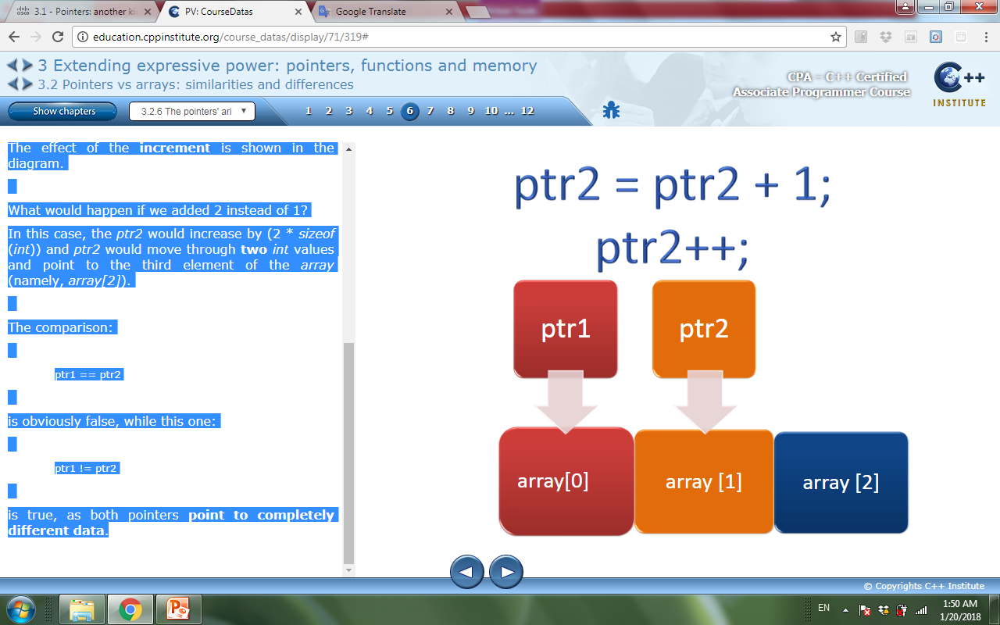 3.1 - Pointers: another ki
PV: CourseDatas
Google Translate
education.cppinstitute.org/course_datas/display/71/319#
3 Extending expressive power: pointers, functions and memory
3.2 Pointers vs arrays: similarities and differences
CPA – C++ Certified
Associate Programmer Course
C++
INSTITUTE
Show chapters
3.2.6 The pointers' ari
1 2 3 4 5 6 7 8 9 10 ... 12
The effect of the increment is shown in the
diagram.
What would happen if we added 2 instead of 1?
In this case, the ptr2 would increase by (2 * sizeof
(int)) and ptr2 would move through two int values
and point to the third element of the array
(namely, array[2]).
The comparison:
ptr1 == ptr2
is obviously false, while this one:
ptr1 != ptr2
is true, as both pointers point to completely
different data.
ptr2 = ptr2 + 1;
ptr2++;
ptr1
ptr2
array[0]
array [1]
array [2]
© Copyrights C++ Institute
EN
1:50 AM
1/20/2018